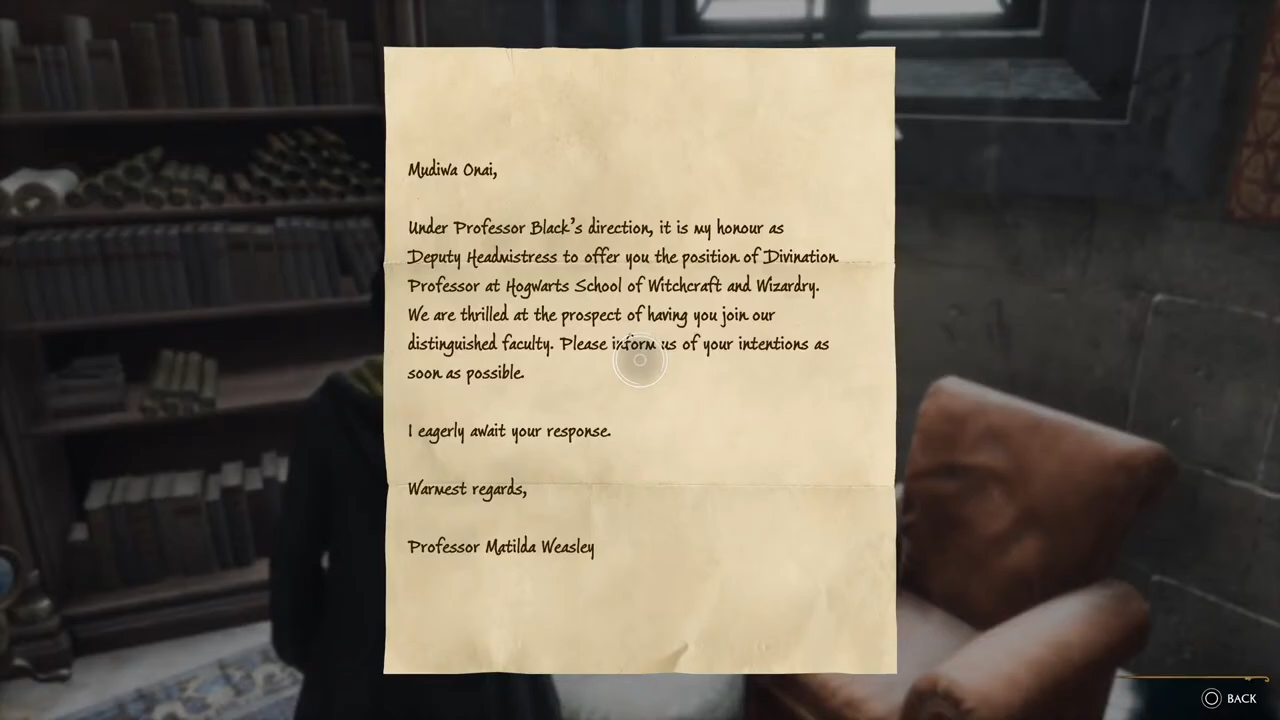 Mudiwa Onai,
Under Professor Black's direction, it is my honour as
Deputy Headmistress to offer you the position of Divination
Professor at Hogwarts School of Witchcraft and Wizardry.
We are thrilled at the prospect of having you join our
distinguished faculty. Please inform us of your intentions as
soon as possible.
I eagerly await your response.
Warmest regards,
Professor Matilda Weasley
BACK